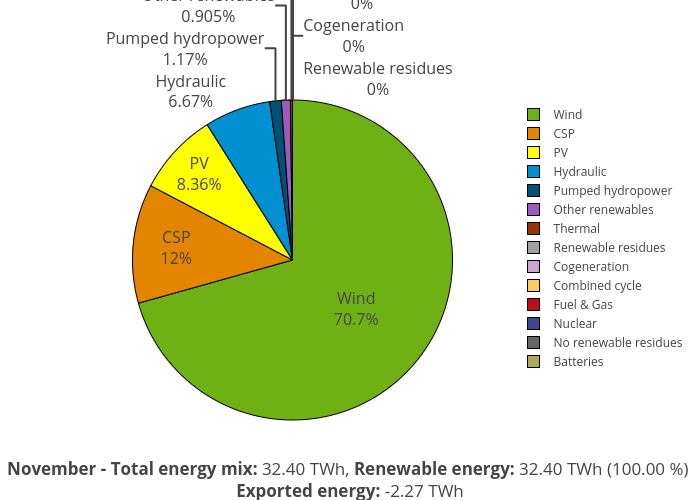 0%
0.905%
Cogeneration
0%
Pumped hydropower
1.17%
Renewable residues
0%
Hydraulic
6.67%
PV
8.36%
CSP
12%
Wind
70.7%
Wind
CSP
PV
Hydraulic
Pumped hydropower
Other renewables
Thermal
Renewable residues
Cogeneration
Combined cycle
Fuel & Gas
Nuclear
No renewable residues
Batteries
November - Total energy mix: 32.40 TWh, Renewable energy: 32.40 TWh (100.00 %)
Exported energy: -2.27 TWh